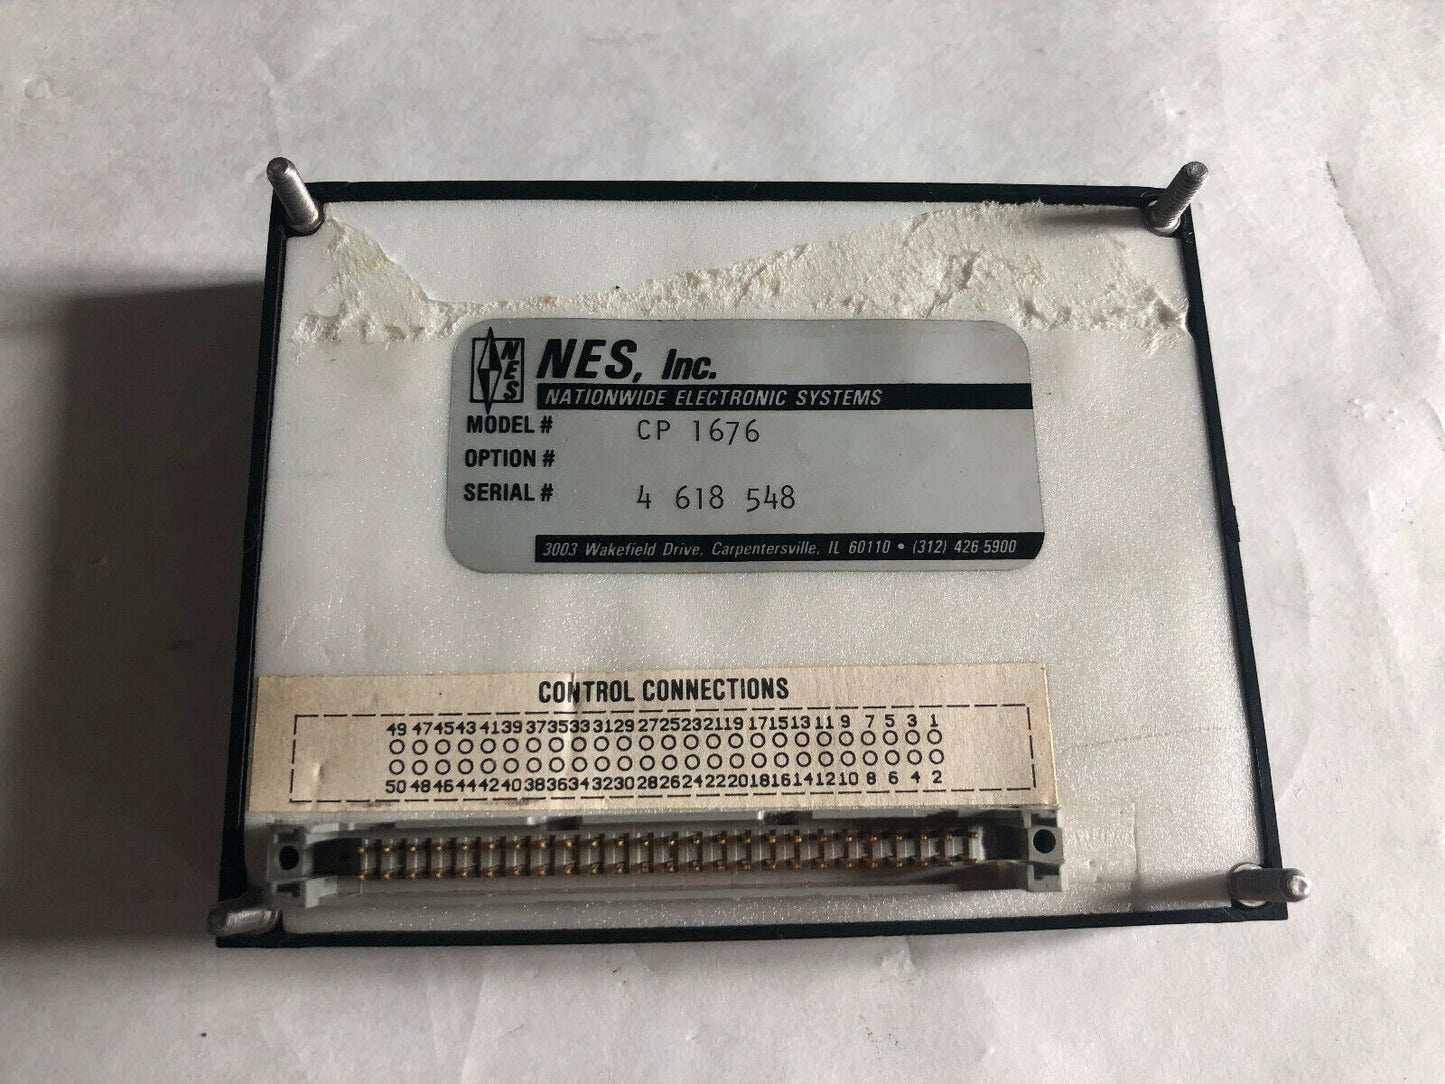 NES
NES, Inc.
NATIONWIDE ELECTRONIC SYSTEMS
MODEL # CP 1676
OPTION #
SERIAL # 4 618 548
3003 Wakefield Drive, Carpentersville, IL 60110 • (312) 426-5900
CONTROL CONNECTIONS
49 47 45 43 41 39 37 35 33 31 29 27 25 23 21 19 17 15 13 11 9 7 5 3 1
50 48 46 44 42 40 38 36 34 32 30 28 26 24 22 20 18 16 14 12 10 8 6 4 2